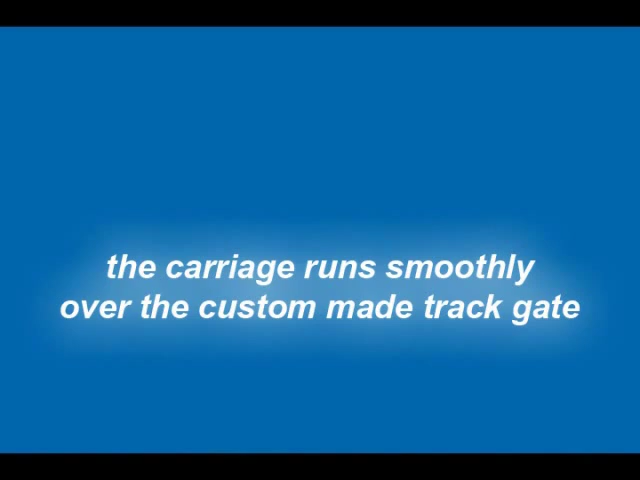 the carriage runs smoothly
over the custom made track gate